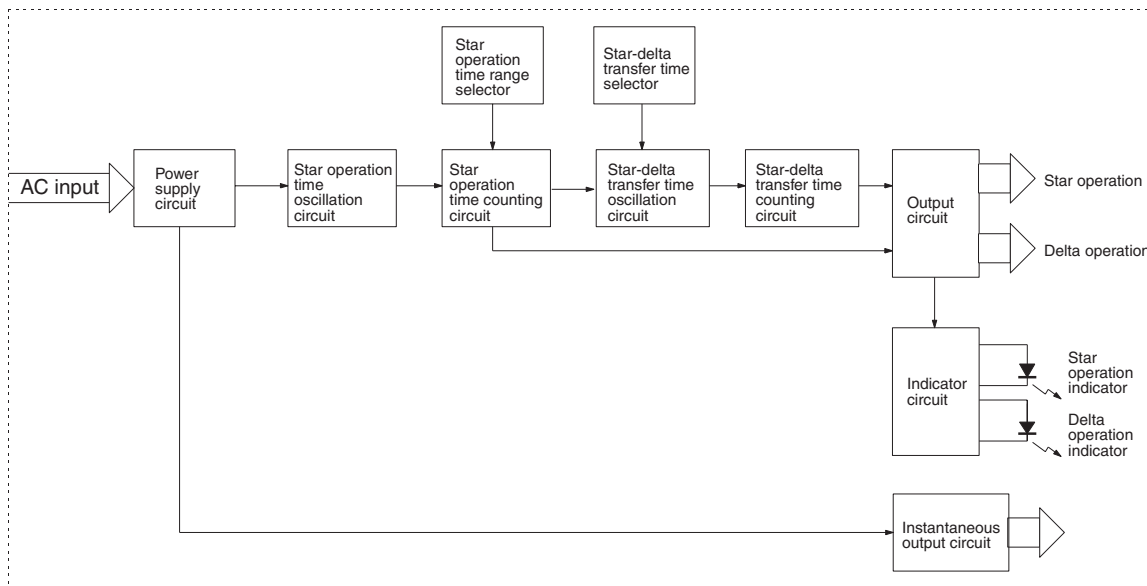 Star
operation
time range
selector
Star-delta
transfer time
selector
AC input
Power
supply
circuit
Star operation
time
oscillation
circuit
Star
operation
time counting
circuit
Star-delta
transfer time
oscillation
circuit
Star-delta
transfer time
counting
circuit
Output
circuit
Star operation
Delta operation
Indicator
circuit
Star
operation
indicator
Delta
operation
indicator
Instantaneous
output circuit